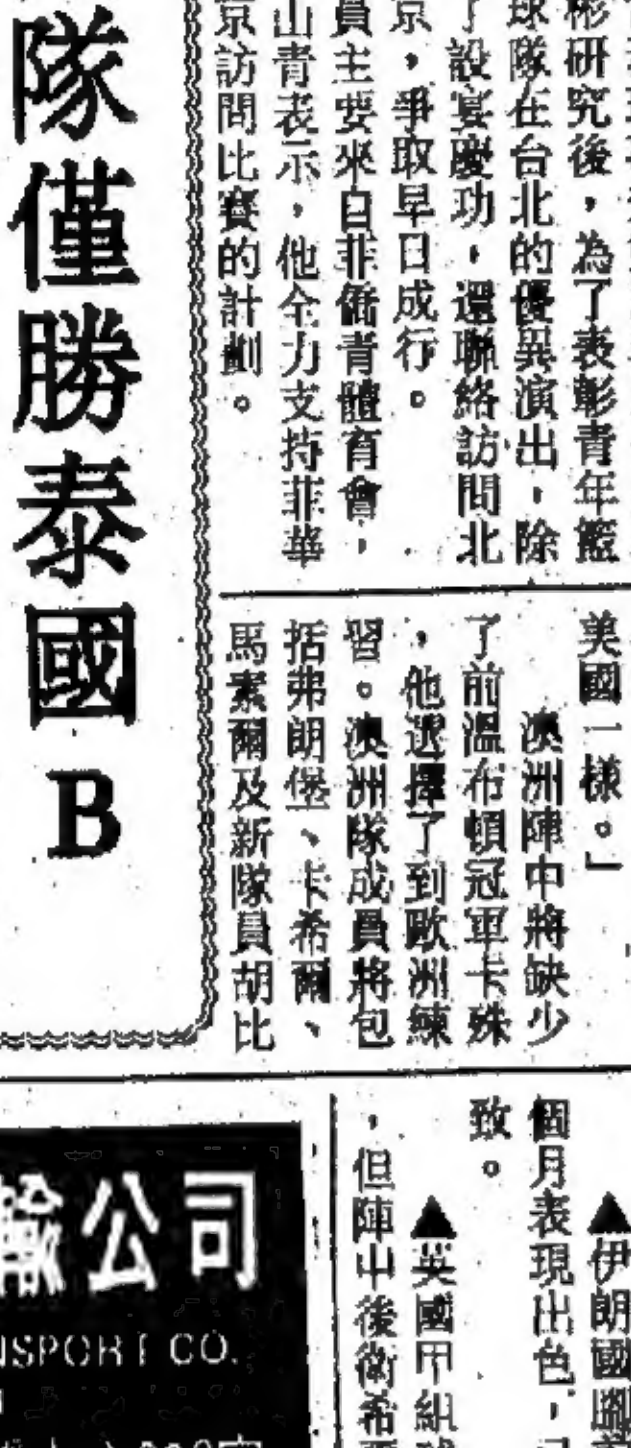 彬研究後，為了表彰青年籃
球隊在台北的優異演出，除
了設宴慶功，還聯絡訪問北
京，爭取早日成行。
員主要來自菲僑青體育會，
山青表示，他全力支持菲華
京訪問比賽的計劃。
隊僅勝泰國B
美國一樣。」
澳洲陣中將缺少
了前溫布頓冠軍卡殊
，他選擇了到歐洲練
習。澳洲隊成員將包
括弗朗堡、卡希爾、
馬素爾及新隊員胡比
▲伊朗國
個月表現出色，
致。
▲英國甲組
，但陣中後衛希
輸公司
NSPORT CO.